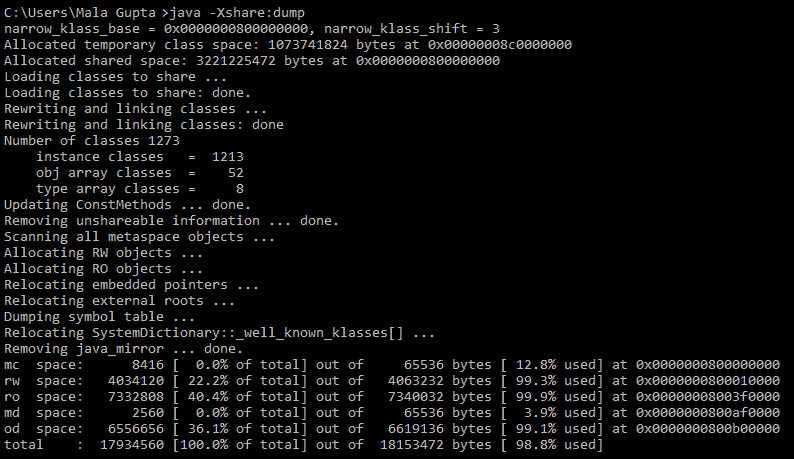 C:\Users\Mala Gupta >java -Xshare:dump
narrow_klass_base = 0x0000000800000000, narrow_klass_shift = 3
Allocated temporary class space: 1073741824 bytes at 0x00000008c0000000
Allocated shared space: 3221225472 bytes at 0x0000000800000000
Loading classes to share ...
Loading classes to share: done.
Rewriting and linking classes ...
Rewriting and linking classes: done
Number of classes 1273
    instance classes   =  1213
    obj array classes  =    52
    type array classes =     8
Updating ConstMethods ... done.
Removing unshareable information ... done.
Scanning all metaspace objects ...
Allocating RW objects ...
Allocating RO objects ...
Relocating embedded pointers ...
Relocating external roots ...
Dumping symbol table ...
Relocating SystemDictionary::_well_known_klasses[] ...
Removing java_mirror ... done.
mc  space:      8416 [  0.0% of total] out of     65536 bytes [ 12.8% used] at 0x0000000800000000
rw  space:   4034120 [ 22.2% of total] out of   4063232 bytes [ 99.3% used] at 0x0000000800010000
ro  space:   7332808 [ 40.4% of total] out of   7340032 bytes [ 99.9% used] at 0x00000008003f0000
md  space:      2560 [  0.0% of total] out of     65536 bytes [  3.9% used] at 0x0000000800af0000
od  space:   6556656 [ 36.1% of total] out of   6619136 bytes [ 99.1% used] at 0x0000000800b00000
total    :  17934560 [100.0% of total] out of  18153472 bytes [ 98.8% used]